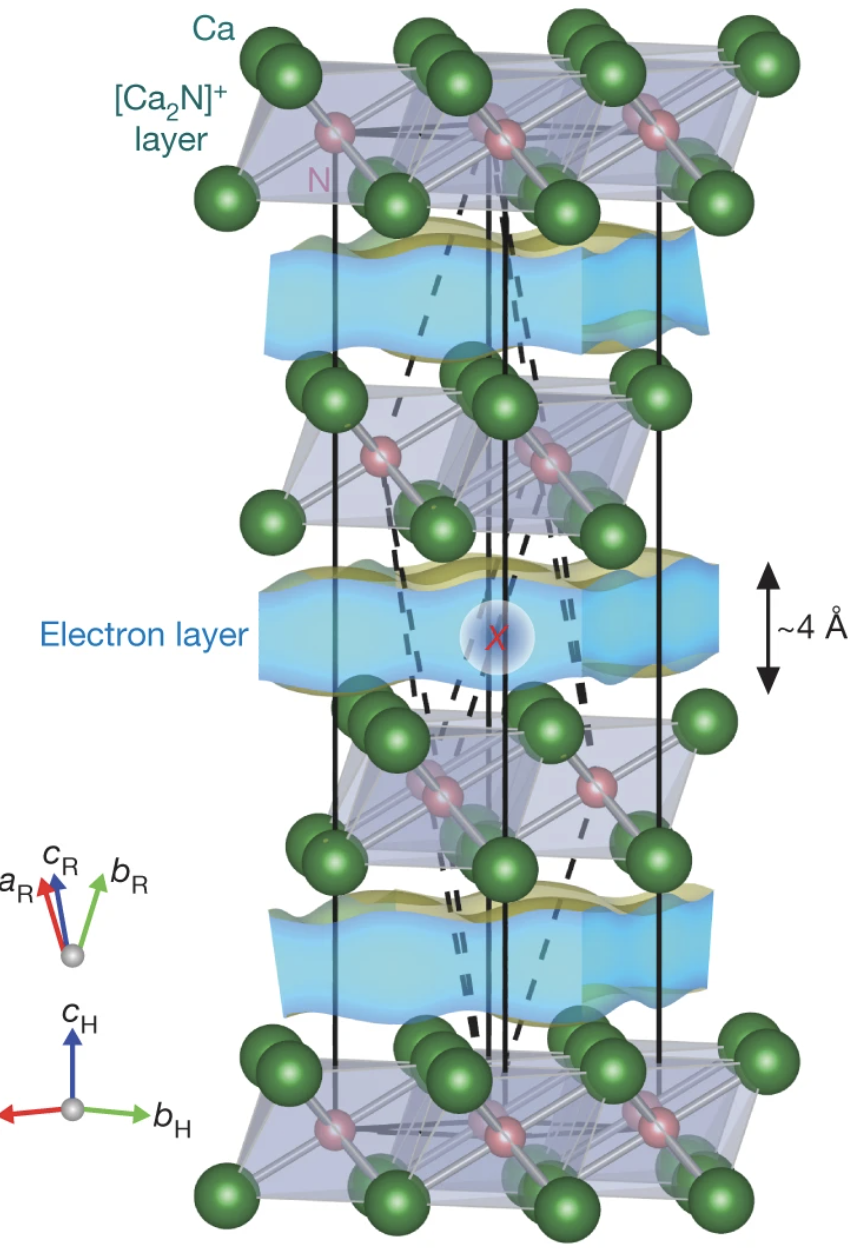 Ca
[Ca₂N]⁺
layer
N
Electron layer
X
~4 Å
aR
cR
bR
cH
bH